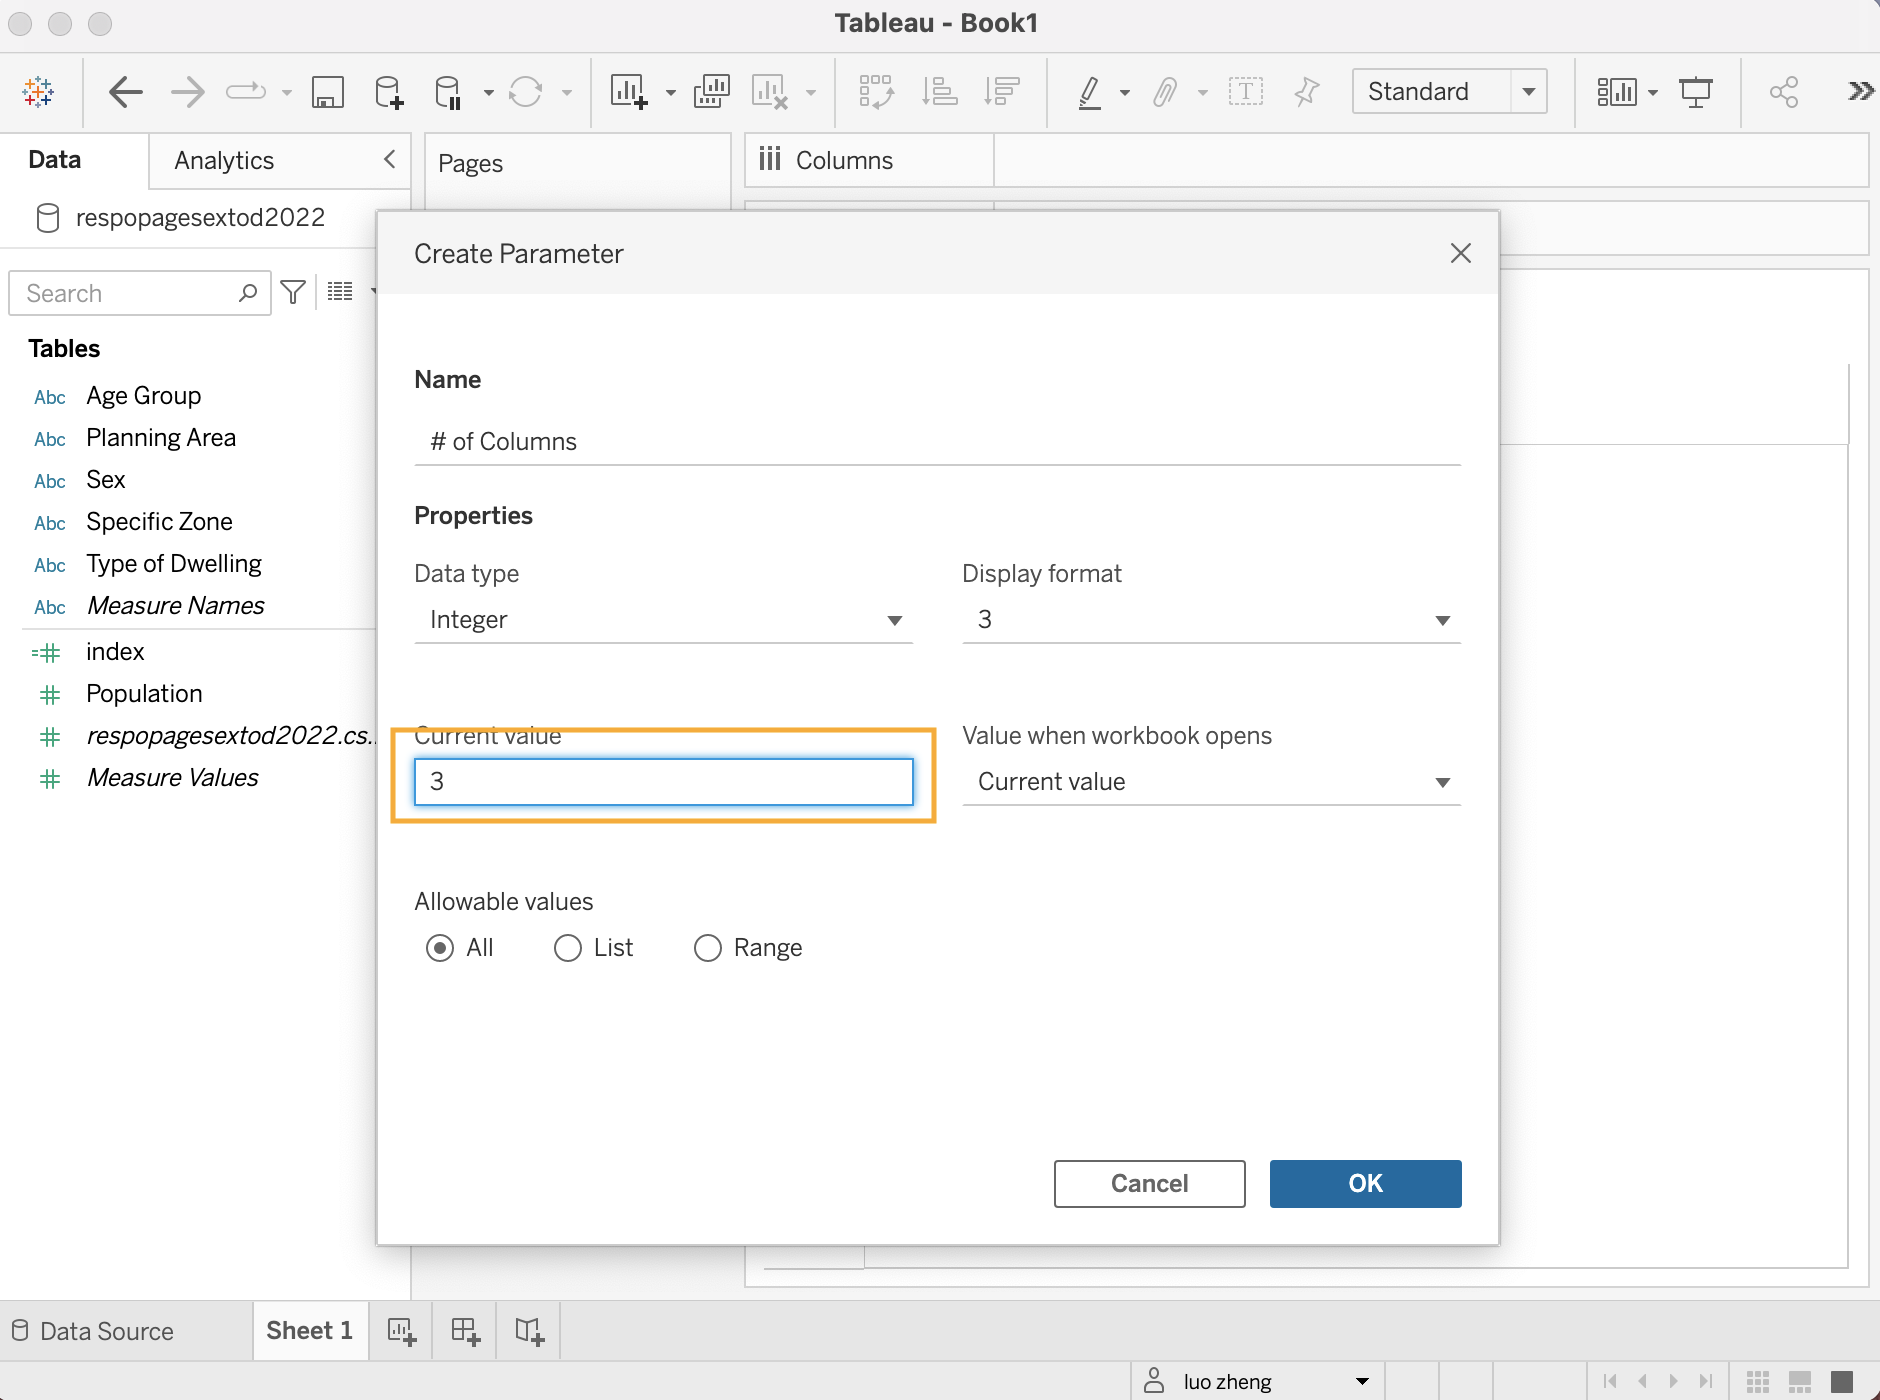 Tableau - Book1
Standard
Data
Analytics
Pages
Columns
respopagesextod2022
Search
Tables
Abc Age Group
Abc Planning Area
Abc Sex
Abc Specific Zone
Abc Type of Dwelling
Abc Measure Names
index
Population
respopagesextod2022.cs..
Measure Values
Create Parameter
Name
# of Columns
Properties
Data type
Display format
Integer
3
Current value
Value when workbook opens
3
Current value
Allowable values
All
List
Range
Cancel
OK
Data Source
Sheet 1
luo zheng